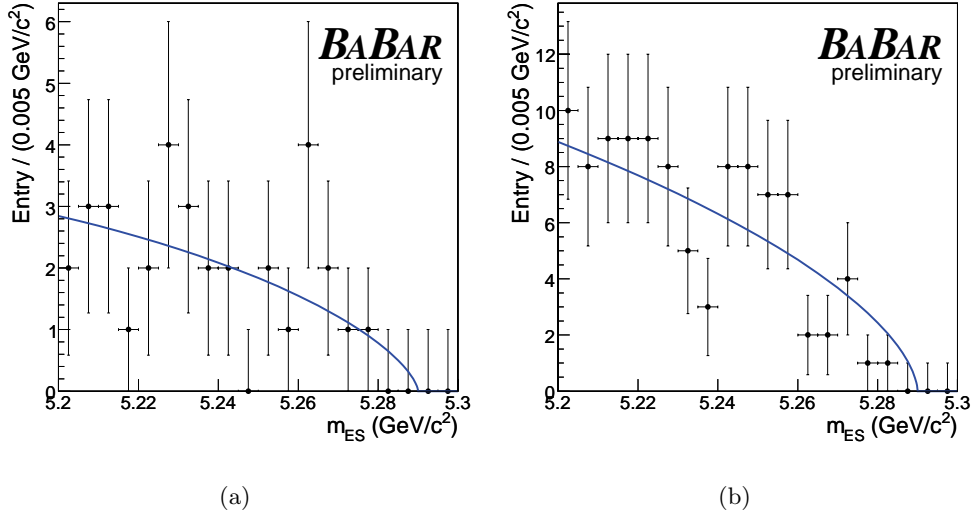 Entry / (0.005 GeV/c²)
6
5
4
3
2
1
0
BABAR
preliminary
5.2
5.22
5.24
5.26
5.28
5.3
m_ES (GeV/c²)
(a)
Entry / (0.005 GeV/c²)
12
10
8
6
4
2
0
BABAR
preliminary
5.2
5.22
5.24
5.26
5.28
5.3
m_ES (GeV/c²)
(b)